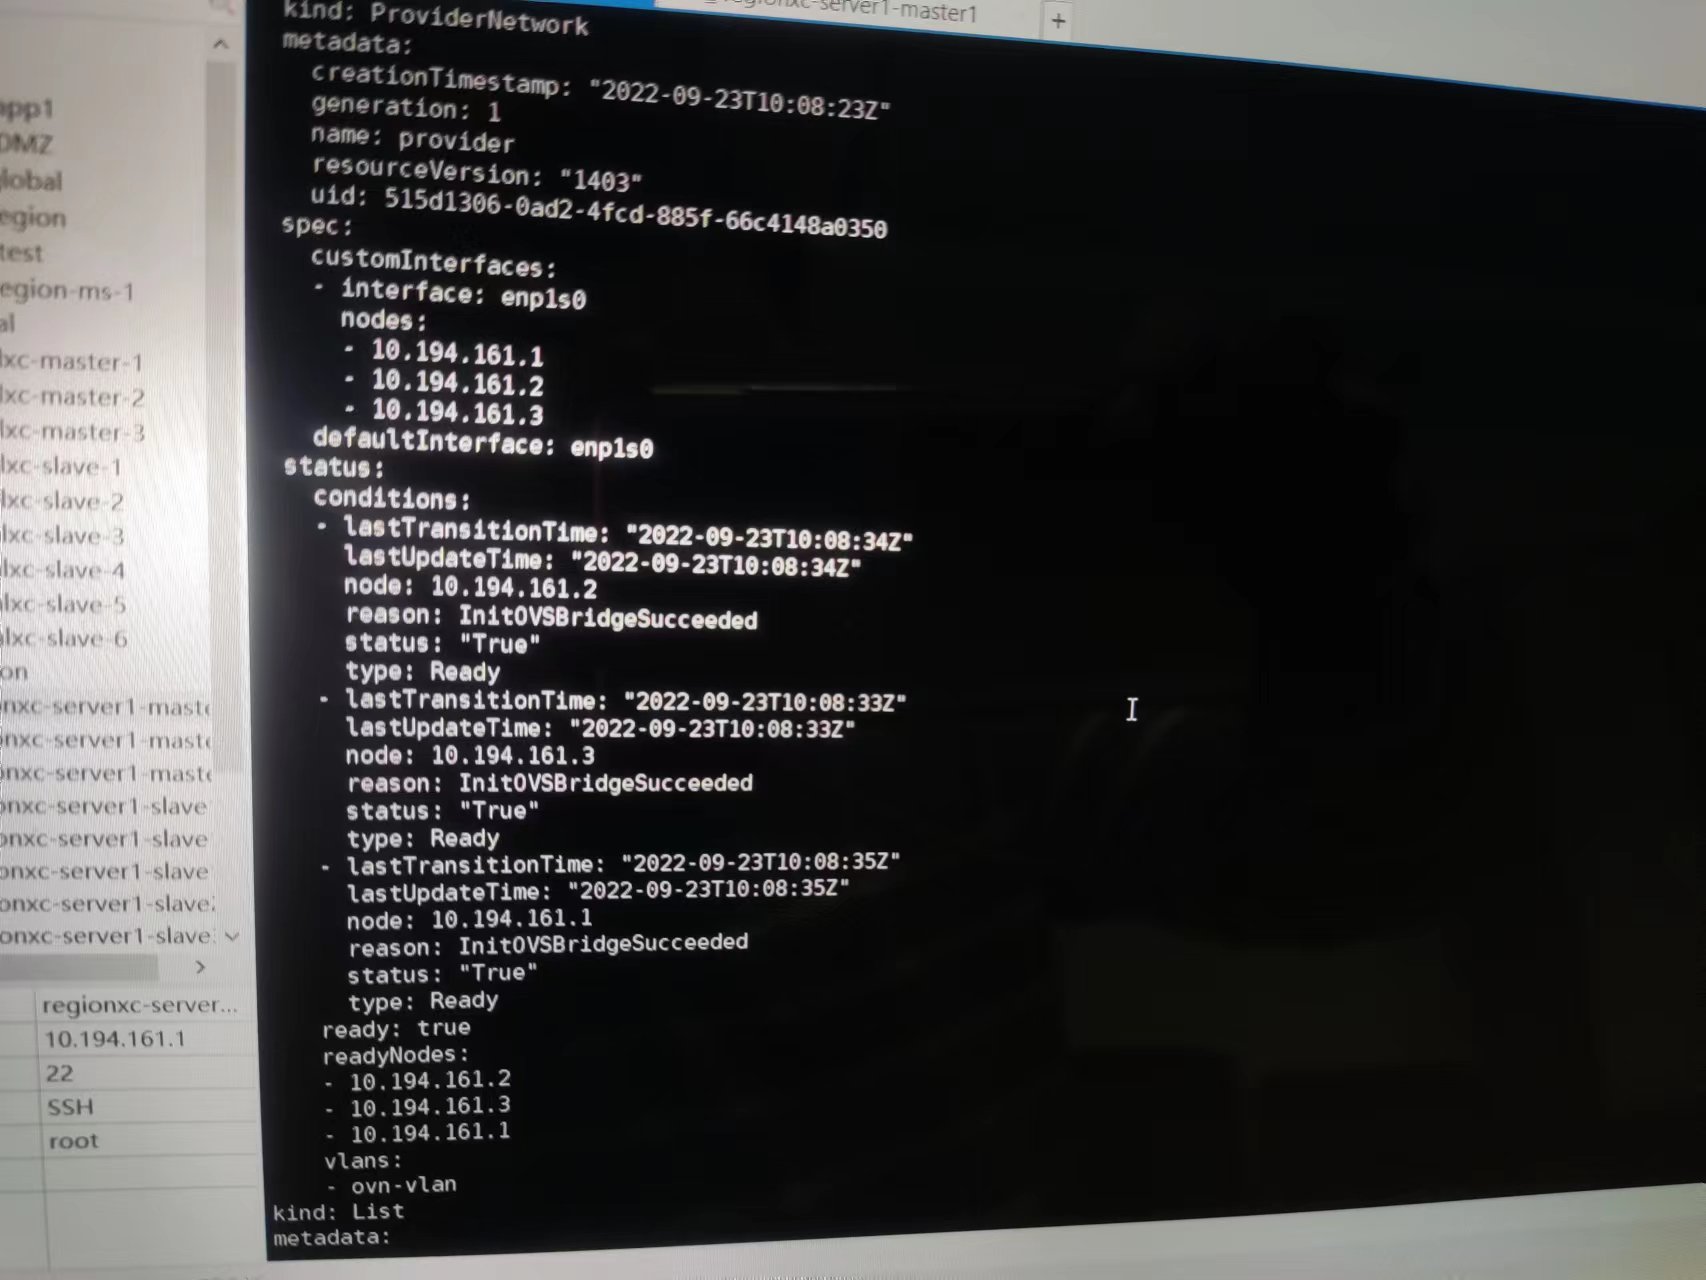 regionxc-server1-master1
+
kind: ProviderNetwork
metadata:
  creationTimestamp: "2022-09-23T10:08:23Z"
  generation: 1
  name: provider
  resourceVersion: "1403"
  uid: 515d1306-0ad2-4fcd-885f-66c4148a0350
spec:
  customInterfaces:
  - interface: enp1s0
    nodes:
    - 10.194.161.1
    - 10.194.161.2
    - 10.194.161.3
  defaultInterface: enp1s0
status:
  conditions:
  - lastTransitionTime: "2022-09-23T10:08:34Z"
    lastUpdateTime: "2022-09-23T10:08:34Z"
    node: 10.194.161.2
    reason: InitOVSBridgeSucceeded
    status: "True"
    type: Ready
  - lastTransitionTime: "2022-09-23T10:08:33Z"
    lastUpdateTime: "2022-09-23T10:08:33Z"
    node: 10.194.161.3
    reason: InitOVSBridgeSucceeded
    status: "True"
    type: Ready
  - lastTransitionTime: "2022-09-23T10:08:35Z"
    lastUpdateTime: "2022-09-23T10:08:35Z"
    node: 10.194.161.1
    reason: InitOVSBridgeSucceeded
    status: "True"
    type: Ready
  ready: true
  readyNodes:
  - 10.194.161.2
  - 10.194.161.3
  - 10.194.161.1
  vlans:
  - ovn-vlan
kind: List
metadata:
app1
DMZ
lobal
egion
test
egion-ms-1
al
lxc-master-1
lxc-master-2
lxc-master-3
lxc-slave-1
lxc-slave-2
lxc-slave-3
lxc-slave-4
lxc-slave-5
lxc-slave-6
on
nxc-server1-maste
nxc-server1-maste
nxc-server1-maste
onxc-server1-slave
onxc-server1-slave
onxc-server1-slave
onxc-server1-slave
onxc-server1-slave
regionxc-server...
10.194.161.1
22
SSH
root